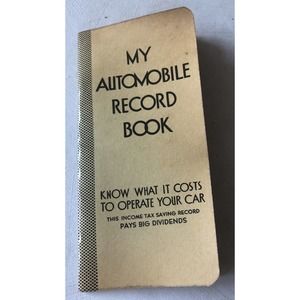 MY
AUTOMOBILE
RECORD
BOOK
KNOW WHAT IT COSTS
TO OPERATE YOUR CAR
THIS INCOME TAX SAVING RECORD
PAYS BIG DIVIDENDS